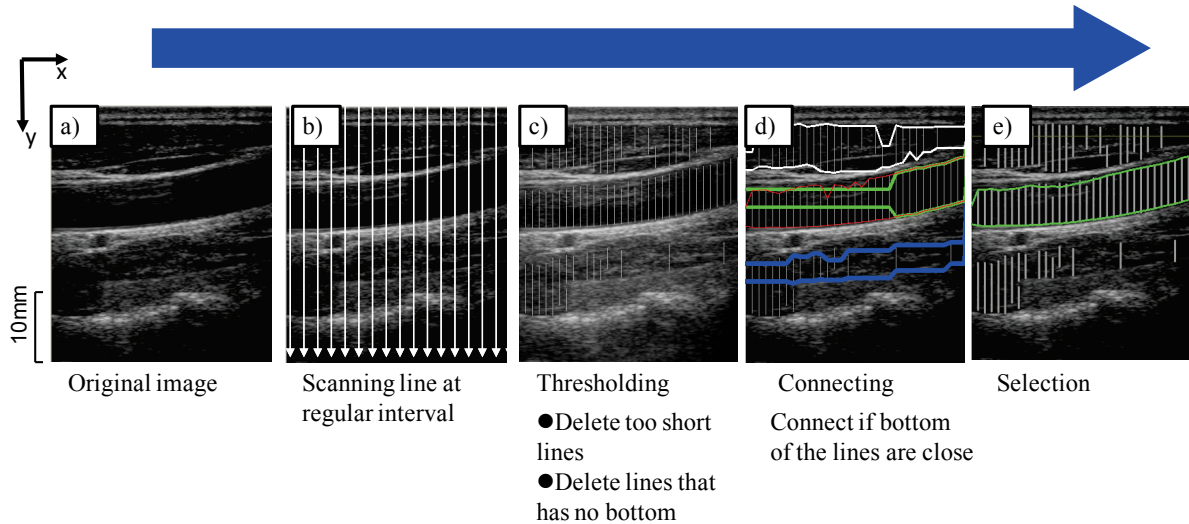 x
y
a)
b)
c)
d)
e)
10mm
Original image
Scanning line at
regular interval
Thresholding
●Delete too short
lines
●Delete lines that
has no bottom
Connecting
Connect if bottom
of the lines are close
Selection